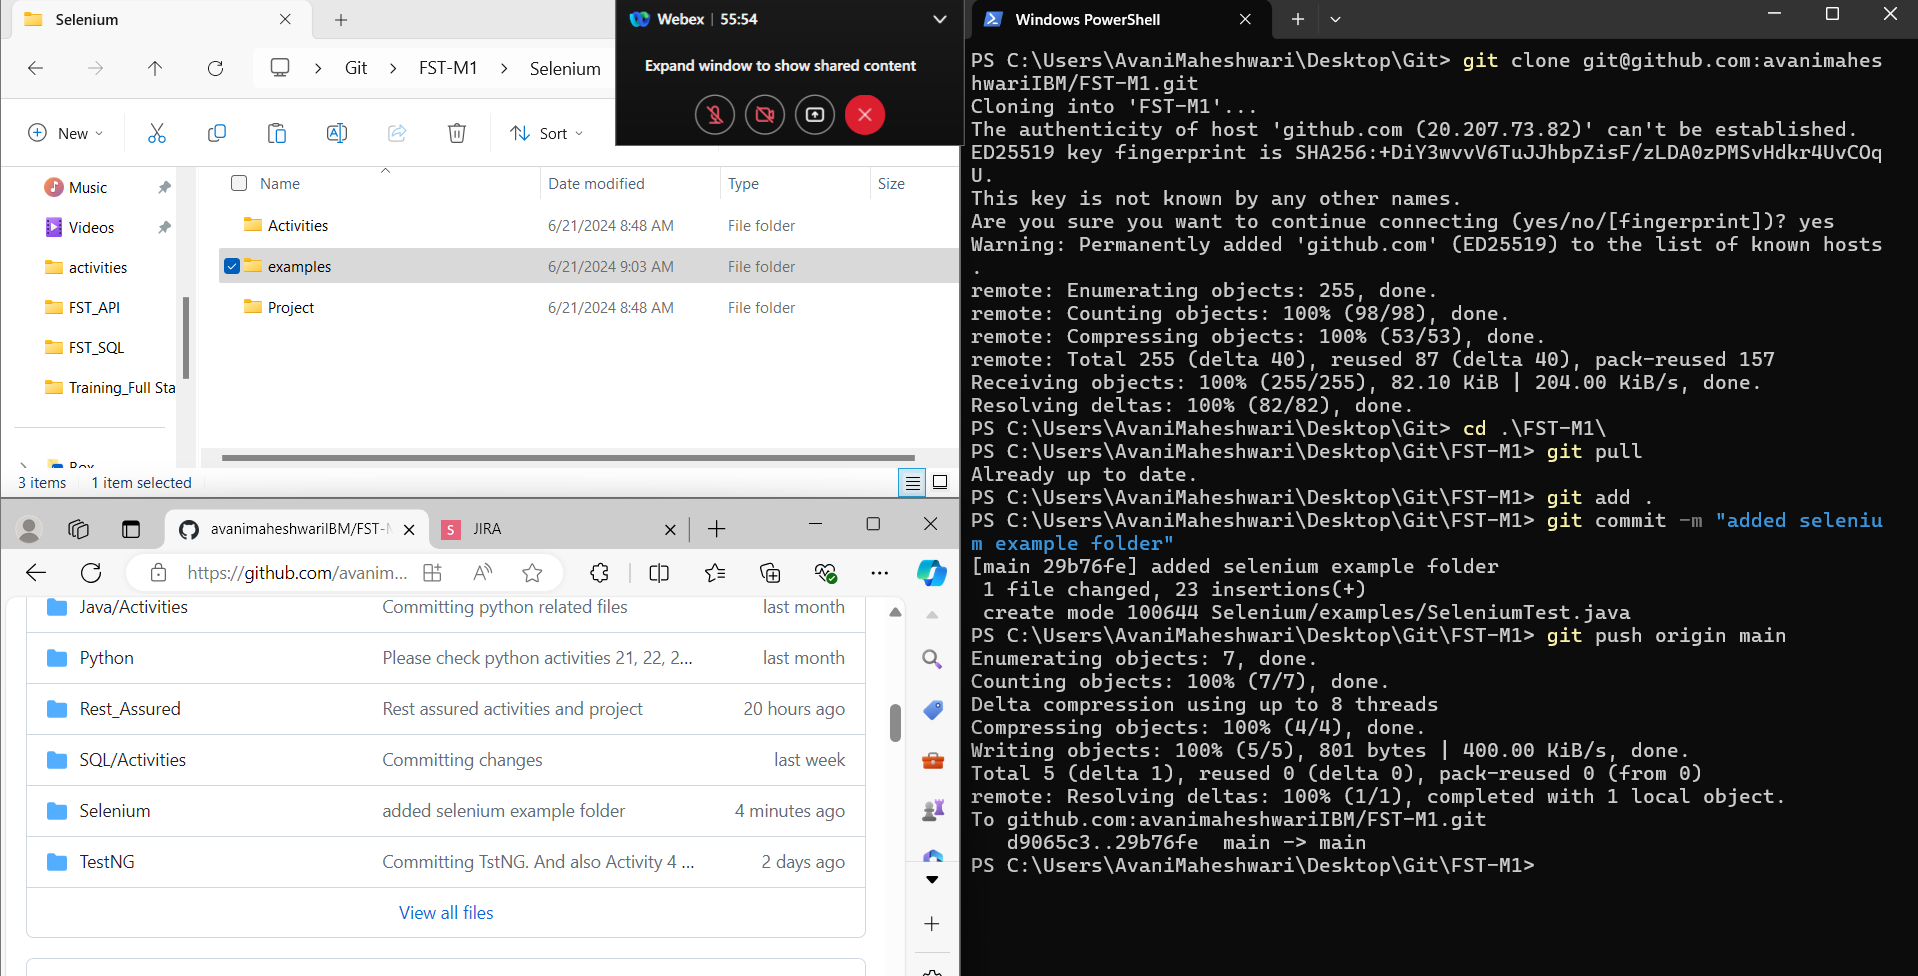 Selenium
Git > FST-M1 > Selenium
New
Sort
Name
Date modified
Type
Size
Music
Videos
activities
FST_API
FST_SQL
Training_Full Sta
Box
Activities 6/21/2024 8:48 AM File folder
examples 6/21/2024 9:03 AM File folder
Project 6/21/2024 8:48 AM File folder
3 items 1 item selected
Webex | 55:54
Expand window to show shared content
avanimaheshwariIBM/FST-M
S JIRA
https://github.com/avanim...
Java/Activities Committing python related files last month
Python Please check python activities 21, 22, 2... last month
Rest_Assured Rest assured activities and project 20 hours ago
SQL/Activities Committing changes last week
Selenium added selenium example folder 4 minutes ago
TestNG Committing TstNG. And also Activity 4 ... 2 days ago
View all files
Windows PowerShell
PS C:\Users\AvaniMaheshwari\Desktop\Git> git clone git@github.com:avanimahes
hwariIBM/FST-M1.git
Cloning into 'FST-M1'...
The authenticity of host 'github.com (20.207.73.82)' can't be established.
ED25519 key fingerprint is SHA256:+DiY3wvvV6TuJJhbpZisF/zLDA0zPMSvHdkr4UvCOq
U.
This key is not known by any other names.
Are you sure you want to continue connecting (yes/no/[fingerprint])? yes
Warning: Permanently added 'github.com' (ED25519) to the list of known hosts
.
remote: Enumerating objects: 255, done.
remote: Counting objects: 100% (98/98), done.
remote: Compressing objects: 100% (53/53), done.
remote: Total 255 (delta 40), reused 87 (delta 40), pack-reused 157
Receiving objects: 100% (255/255), 82.10 KiB | 204.00 KiB/s, done.
Resolving deltas: 100% (82/82), done.
PS C:\Users\AvaniMaheshwari\Desktop\Git> cd .\FST-M1\
PS C:\Users\AvaniMaheshwari\Desktop\Git\FST-M1> git pull
Already up to date.
PS C:\Users\AvaniMaheshwari\Desktop\Git\FST-M1> git add .
PS C:\Users\AvaniMaheshwari\Desktop\Git\FST-M1> git commit -m "added seleniu
m example folder"
[main 29b76fe] added selenium example folder
 1 file changed, 23 insertions(+)
 create mode 100644 Selenium/examples/SeleniumTest.java
PS C:\Users\AvaniMaheshwari\Desktop\Git\FST-M1> git push origin main
Enumerating objects: 7, done.
Counting objects: 100% (7/7), done.
Delta compression using up to 8 threads
Compressing objects: 100% (4/4), done.
Writing objects: 100% (5/5), 801 bytes | 400.00 KiB/s, done.
Total 5 (delta 1), reused 0 (delta 0), pack-reused 0 (from 0)
remote: Resolving deltas: 100% (1/1), completed with 1 local object.
To github.com:avanimaheshwariIBM/FST-M1.git
   d9065c3..29b76fe  main -> main
PS C:\Users\AvaniMaheshwari\Desktop\Git\FST-M1>